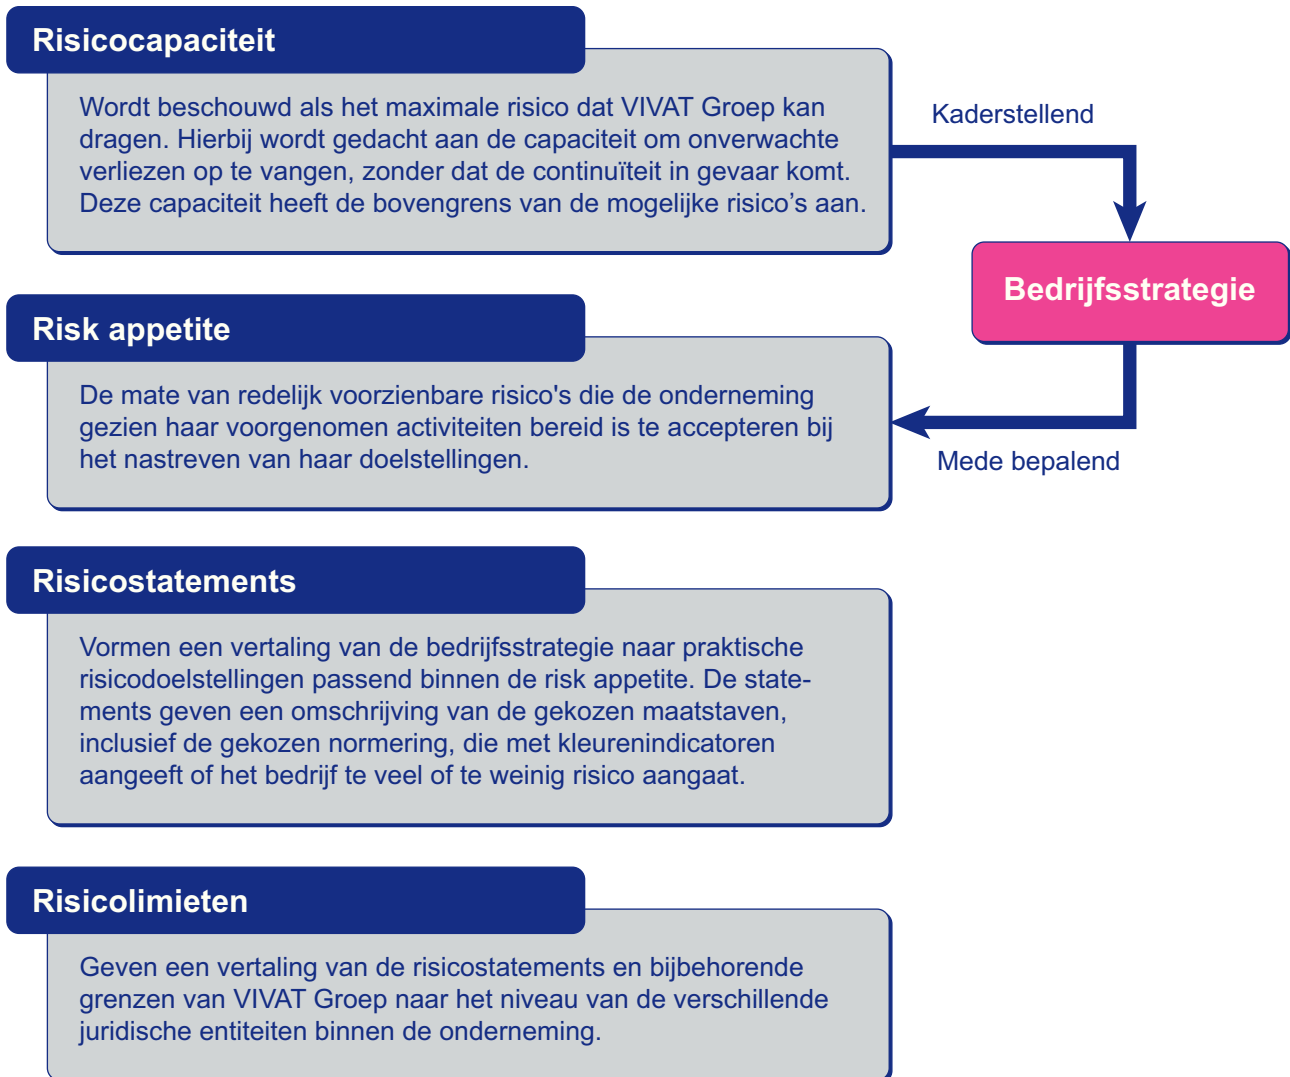 Risicocapaciteit
Wordt beschouwd als het maximale risico dat VIVAT Groep kan
dragen. Hierbij wordt gedacht aan de capaciteit om onverwachte
verliezen op te vangen, zonder dat de continuïteit in gevaar komt.
Deze capaciteit heeft de bovengrens van de mogelijke risico’s aan.
Kaderstellend
Bedrijfsstrategie
Mede bepalend
Risk appetite
De mate van redelijk voorzienbare risico's die de onderneming
gezien haar voorgenomen activiteiten bereid is te accepteren bij
het nastreven van haar doelstellingen.
Risicostatements
Vormen een vertaling van de bedrijfsstrategie naar praktische
risicodoelstellingen passend binnen de risk appetite. De state-
ments geven een omschrijving van de gekozen maatstaven,
inclusief de gekozen normering, die met kleurenindicatoren
aangeeft of het bedrijf te veel of te weinig risico aangaat.
Risicolimieten
Geven een vertaling van de risicostatements en bijbehorende
grenzen van VIVAT Groep naar het niveau van de verschillende
juridische entiteiten binnen de onderneming.